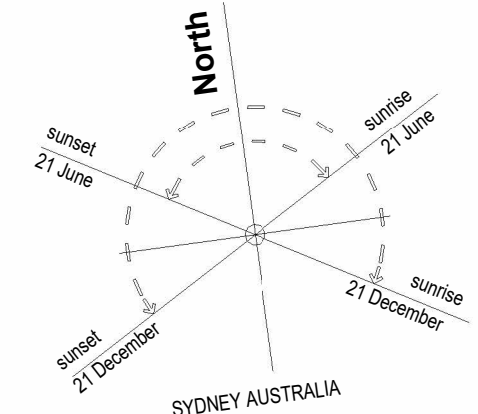 North
sunrise
21 June
sunset
21 June
sunrise
21 December
sunset
21 December
SYDNEY AUSTRALIA